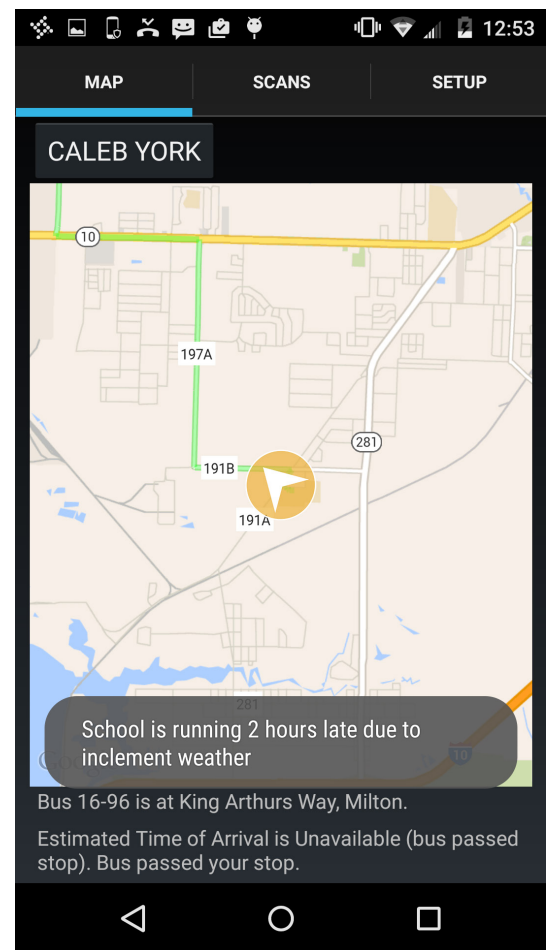 12:53
MAP
SCANS
SETUP
CALEB YORK
10
197A
281
191B
191A
281
School is running 2 hours late due to
inclement weather
10
Bus 16-96 is at King Arthurs Way, Milton.
Estimated Time of Arrival is Unavailable (bus passed
stop). Bus passed your stop.